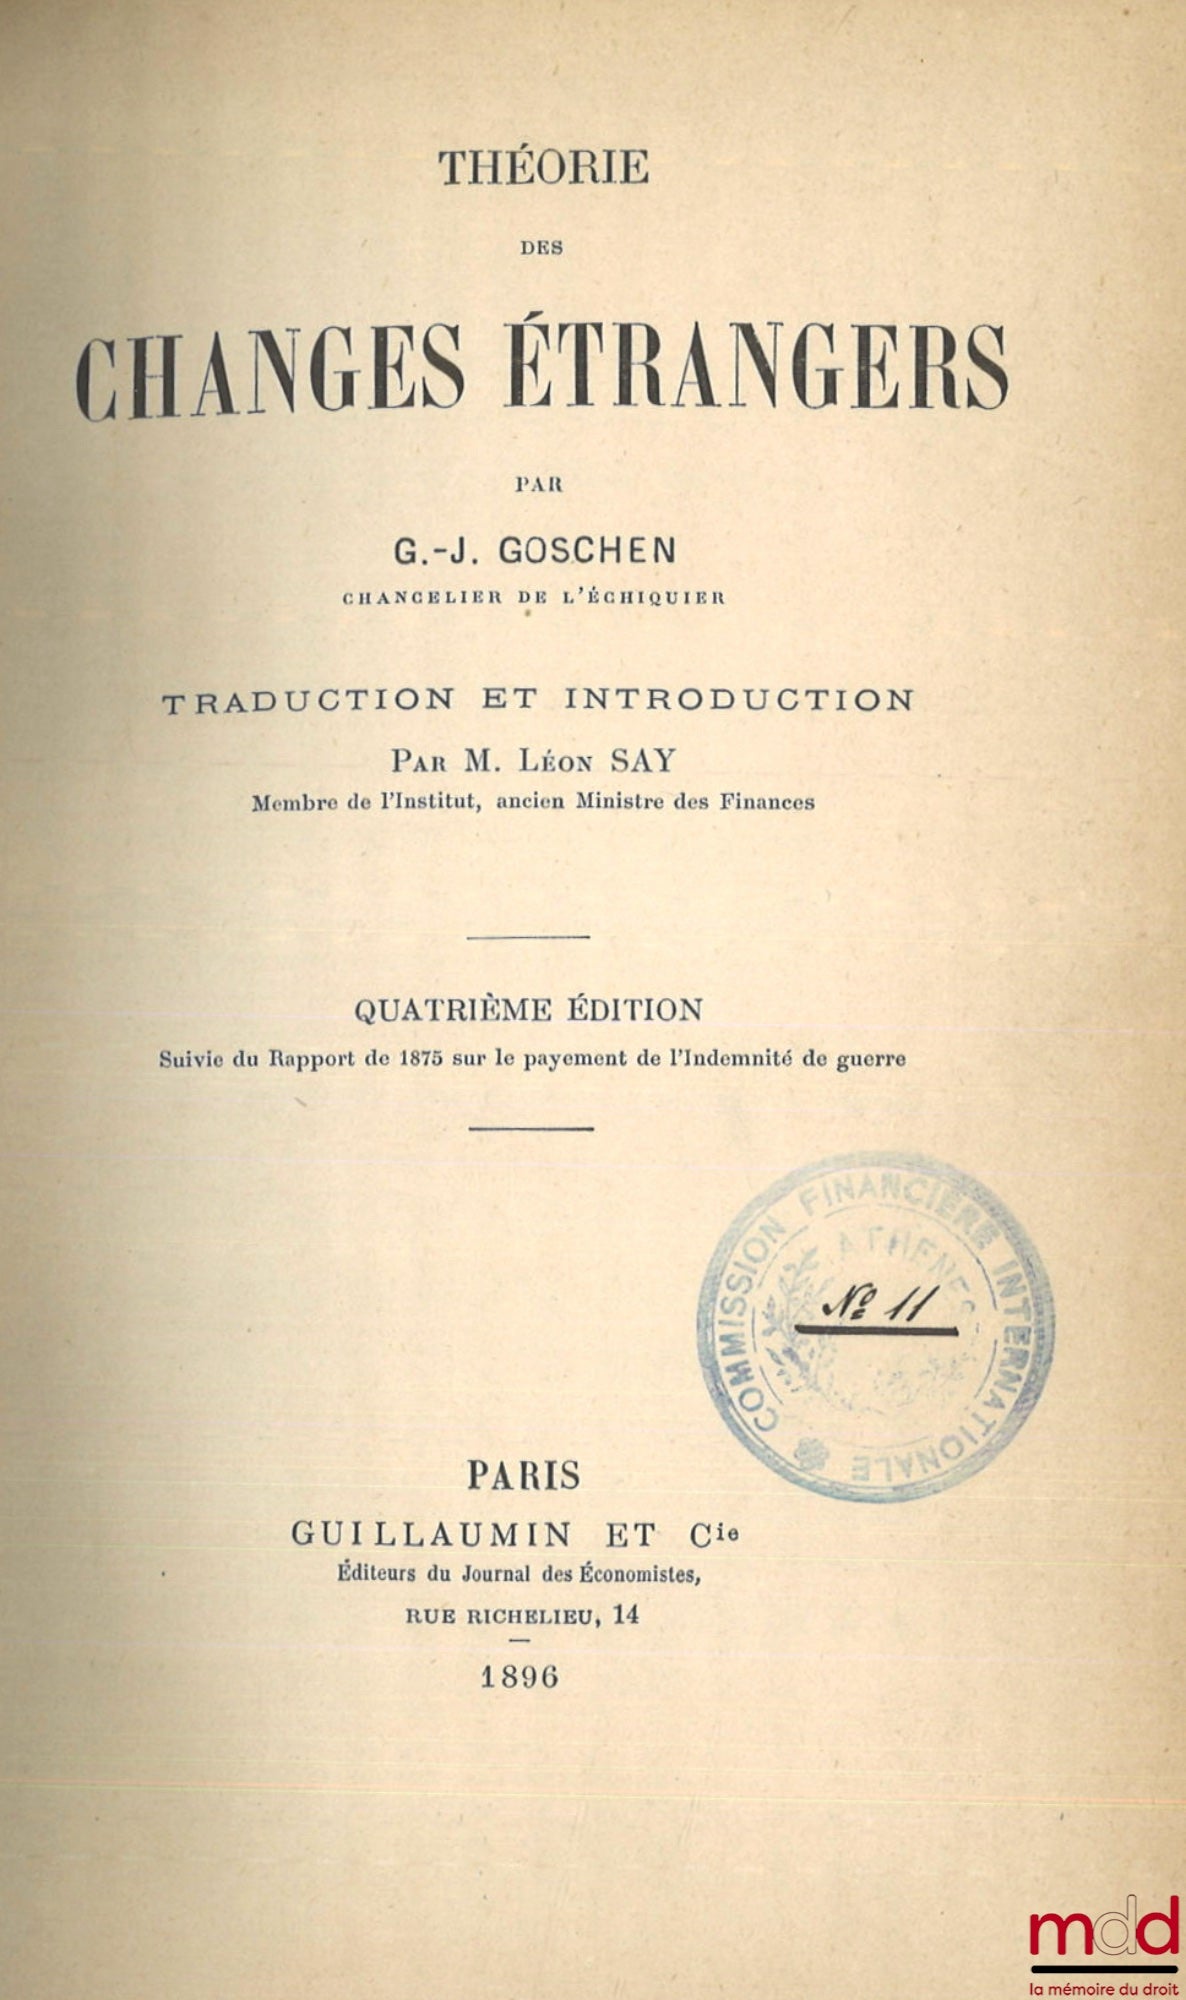 THÉORIE
DES
CHANGES ÉTRANGERS
PAR
G.-J. GOSCHEN
CHANCELIER DE L'ÉCHIQUIER
TRADUCTION ET INTRODUCTION
PAR M. LÉON SAY
Membre de l'Institut, ancien Ministre des Finances
QUATRIÈME ÉDITION
Suivie du Rapport de 1875 sur le payement de l'Indemnité de guerre
COMMISSION FINANCIÈRE INTERNATIONALE
ATHENES
Nº 11
PARIS
GUILLAUMIN ET Cie
Éditeurs du Journal des Économistes,
RUE RICHELIEU, 14
1896
mdd
la mémoire du droit